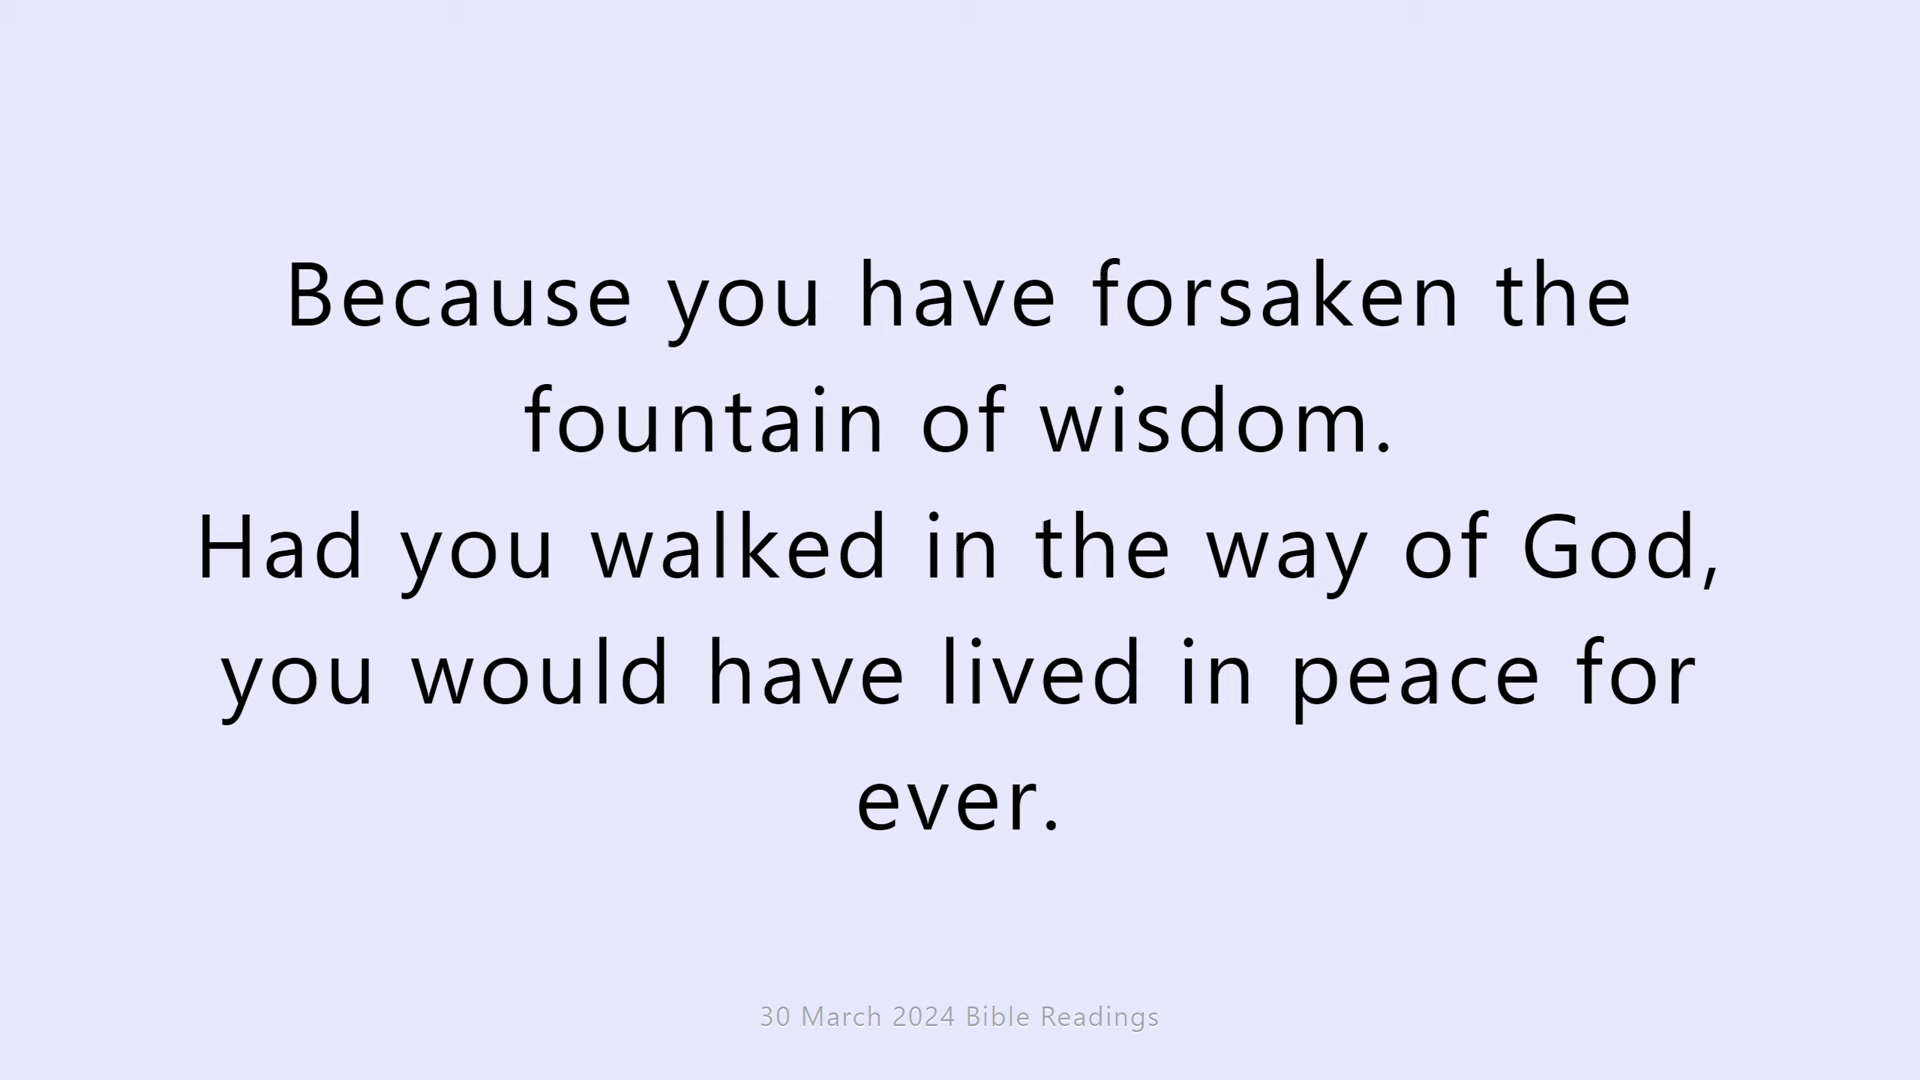 Because you have forsaken the
fountain of wisdom.
Had you walked in the way of God,
you would have lived in peace for
ever.
30 March 2024 Bible Readings